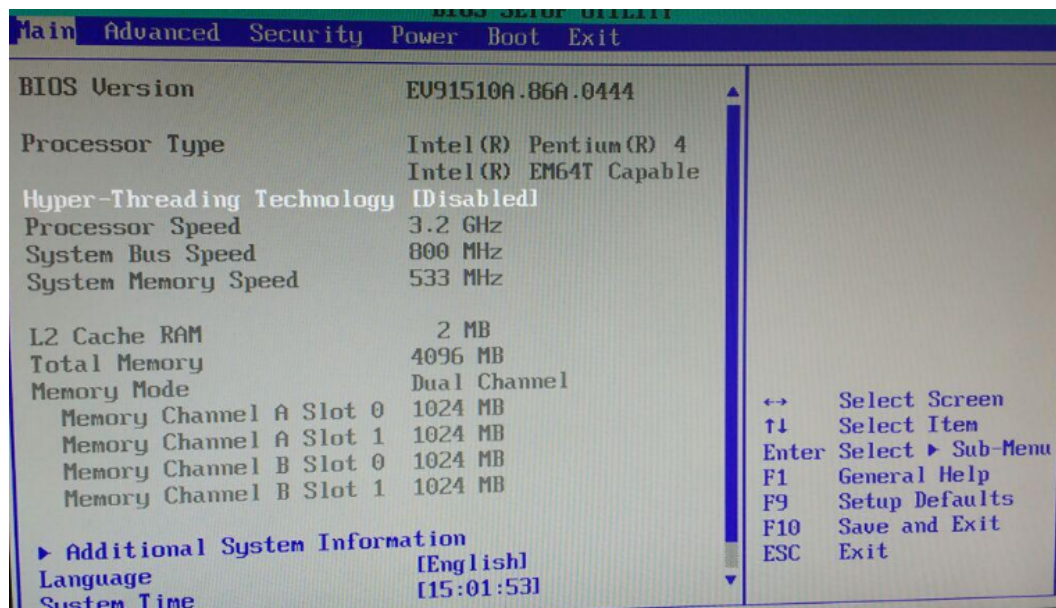 BIOS SETUP UTILITY
Main Advanced Security Power Boot Exit
BIOS Version EV91510A.86A.0444
Processor Type Intel(R) Pentium(R) 4
Intel(R) EM64T Capable
Hyper-Threading Technology [Disabled]
Processor Speed 3.2 GHz
System Bus Speed 800 MHz
System Memory Speed 533 MHz
L2 Cache RAM 2 MB
Total Memory 4096 MB
Memory Mode Dual Channel
Memory Channel A Slot 0 1024 MB
Memory Channel A Slot 1 1024 MB
Memory Channel B Slot 0 1024 MB
Memory Channel B Slot 1 1024 MB
▶ Additional System Information
Language [English]
System Time [15:01:53]
↔ Select Screen
↑↓ Select Item
Enter Select ▶ Sub-Menu
F1 General Help
F9 Setup Defaults
F10 Save and Exit
ESC Exit